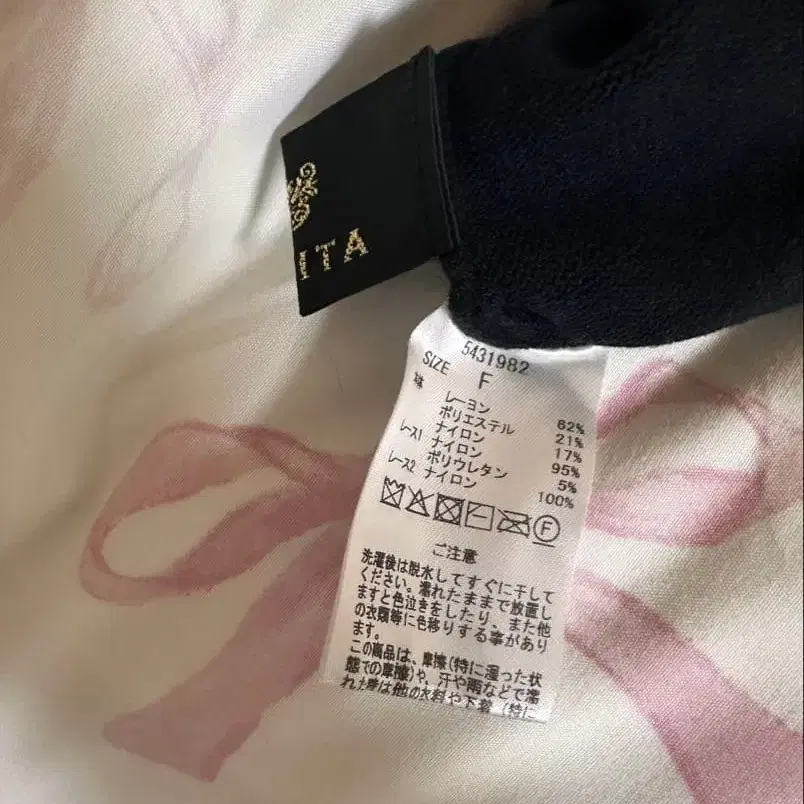 ITA
5431982
SIZE F
レーヨン 62%
ポリエステル 21%
ナイロン 17%
レース1 ナイロン 95%
ポリウレタン 5%
レース2 ナイロン 100%
F
ご注意
洗濯後は脱水してすぐに干して
ください。濡れたままで放置し
ますと色泣きをしたり、また他
の衣類等に色移りする事があり
ます。
この商品は、摩擦(特に湿った状
態での摩擦)や、汗や雨などで濡
れた時は他の衣料や下着(特に